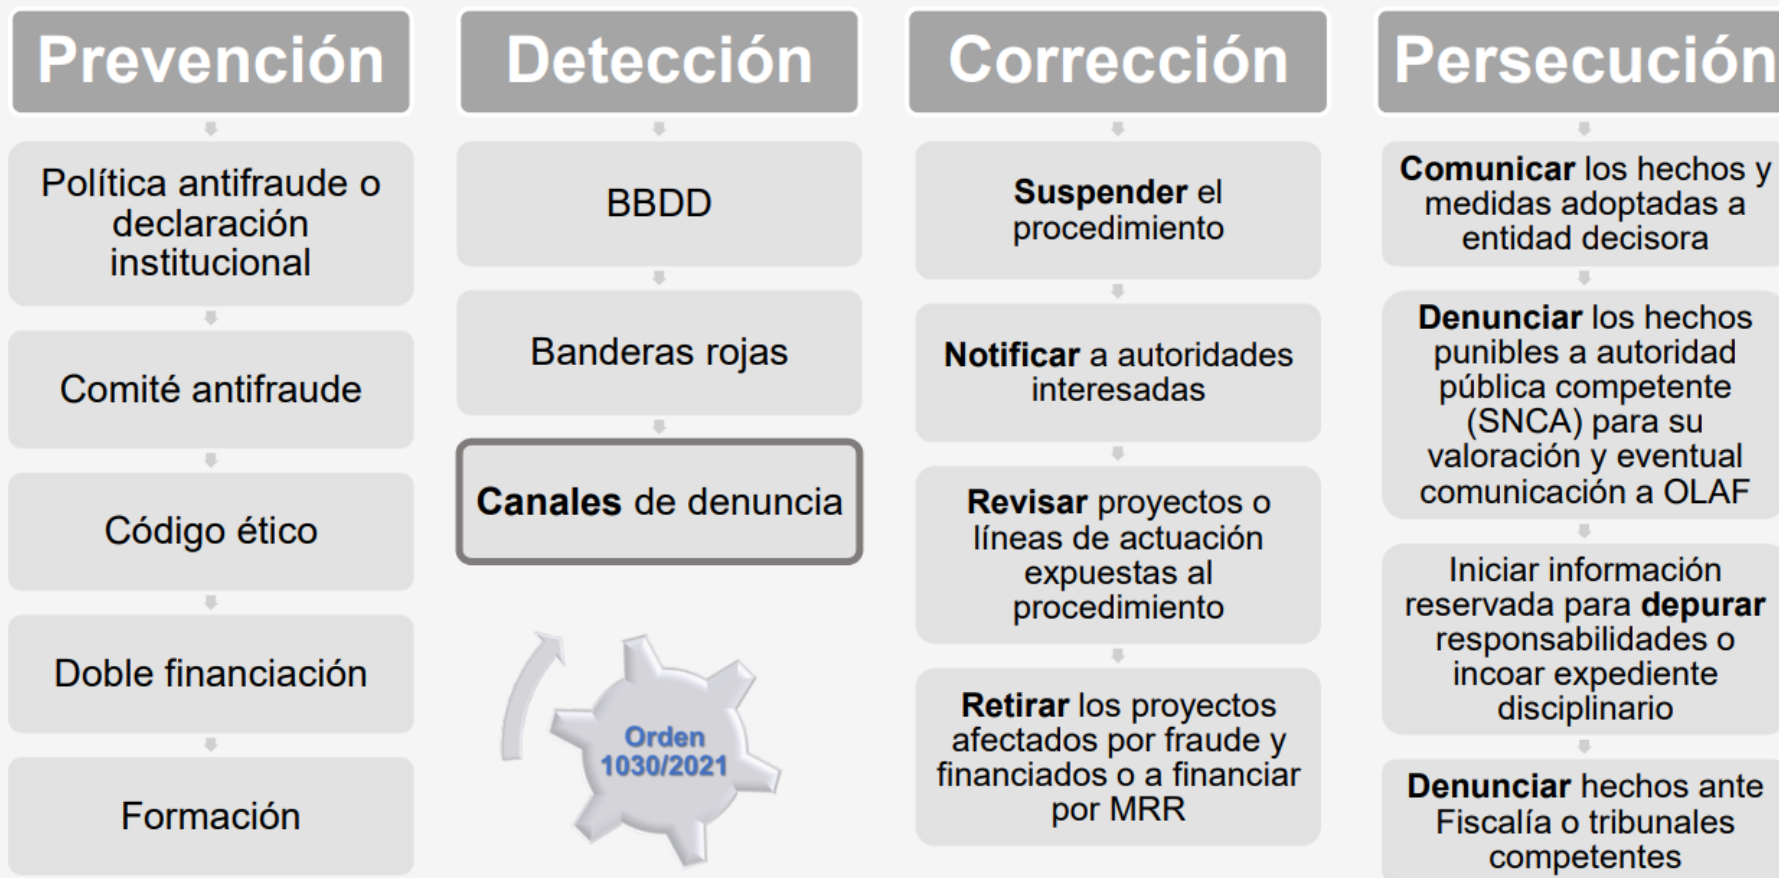 Prevención
Política antifraude o
declaración
institucional
Comité antifraude
Código ético
Doble financiación
Formación
Detección
BBDD
Banderas rojas
Canales de denuncia
Orden
1030/2021
Corrección
Suspender el
procedimiento
Notificar a autoridades
interesadas
Revisar proyectos o
líneas de actuación
expuestas al
procedimiento
Retirar los proyectos
afectados por fraude y
financiados o a financiar
por MRR
Persecución
Comunicar los hechos y
medidas adoptadas a
entidad decisora
Denunciar los hechos
punibles a autoridad
pública competente
(SNCA) para su
valoración y eventual
comunicación a OLAF
Iniciar información
reservada para depurar
responsabilidades o
incoar expediente
disciplinario
Denunciar hechos ante
Fiscalía o tribunales
competentes